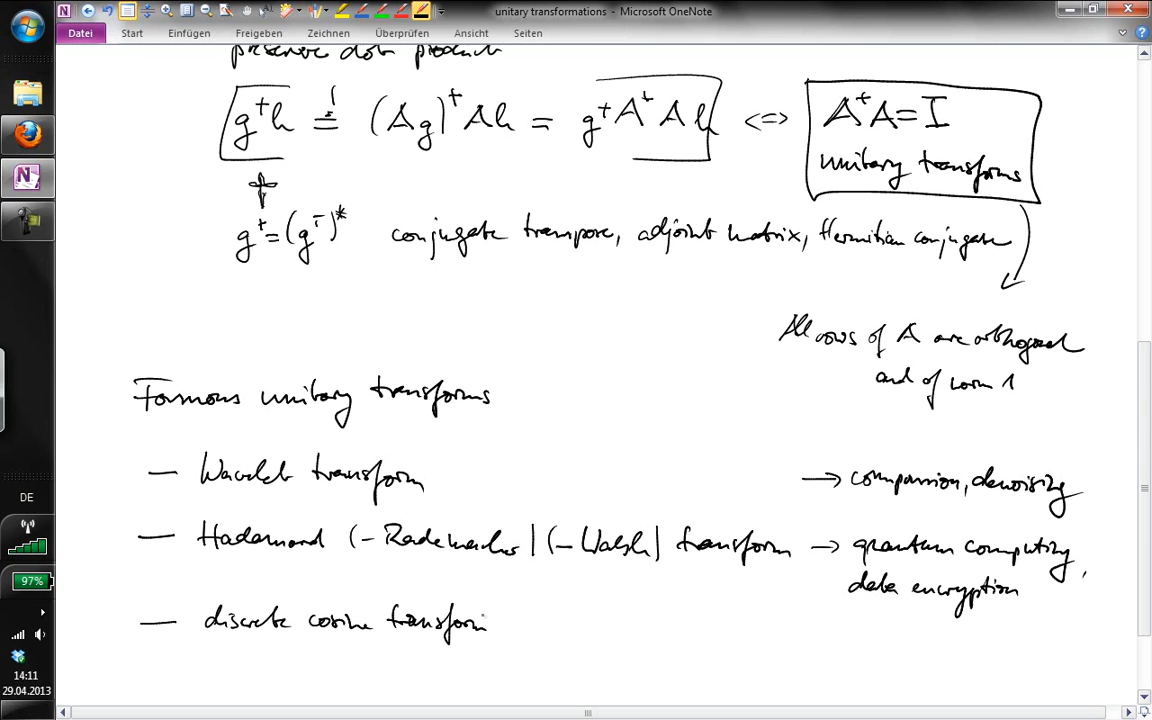 unitary transformations - Microsoft OneNote
Datei Start Einfügen Freigeben Zeichnen Überprüfen Ansicht Seiten
preserve dot product
g⁺h ≟ (Ag)⁺Ah = g⁺A⁺Ah <=> A⁺A=I
unitary transforms
g⁺=(gᵀ)* conjugate transpose, adjoint matrix, Hermitian conjugate
All rows of A are orthogonal
and of norm 1
Famous unitary transforms
— Wavelet transform → compression, denoising
— Hadamard (-Rademacher)(-Walsh) transform → quantum computing,
data encryption
— discrete cosine transform
DE
97%
14:11
29.04.2013